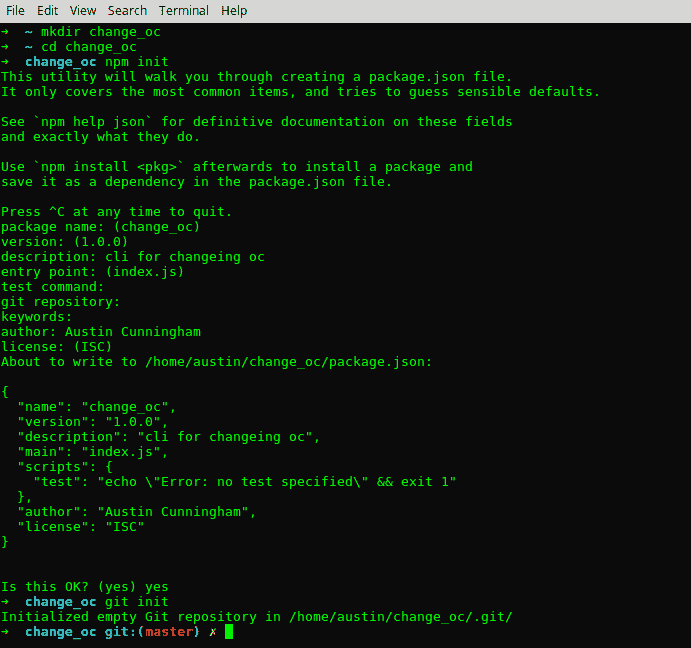 File Edit View Search Terminal Help
➜  ~ mkdir change_oc
➜  ~ cd change_oc
➜  change_oc npm init
This utility will walk you through creating a package.json file.
It only covers the most common items, and tries to guess sensible defaults.

See `npm help json` for definitive documentation on these fields
and exactly what they do.

Use `npm install <pkg>` afterwards to install a package and
save it as a dependency in the package.json file.

Press ^C at any time to quit.
package name: (change_oc)
version: (1.0.0)
description: cli for changeing oc
entry point: (index.js)
test command:
git repository:
keywords:
author: Austin Cunningham
license: (ISC)
About to write to /home/austin/change_oc/package.json:

{
  "name": "change_oc",
  "version": "1.0.0",
  "description": "cli for changeing oc",
  "main": "index.js",
  "scripts": {
    "test": "echo \"Error: no test specified\" && exit 1"
  },
  "author": "Austin Cunningham",
  "license": "ISC"
}


Is this OK? (yes) yes
➜  change_oc git init
Initialized empty Git repository in /home/austin/change_oc/.git/
➜  change_oc git:(master) ✗